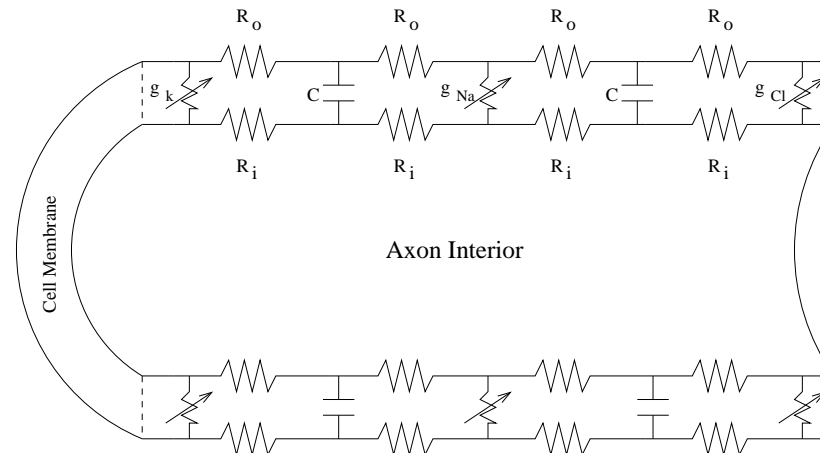 R o R o R o R o
g k C g Na C g Cl
R i R i R i R i
Cell Membrane
Axon Interior